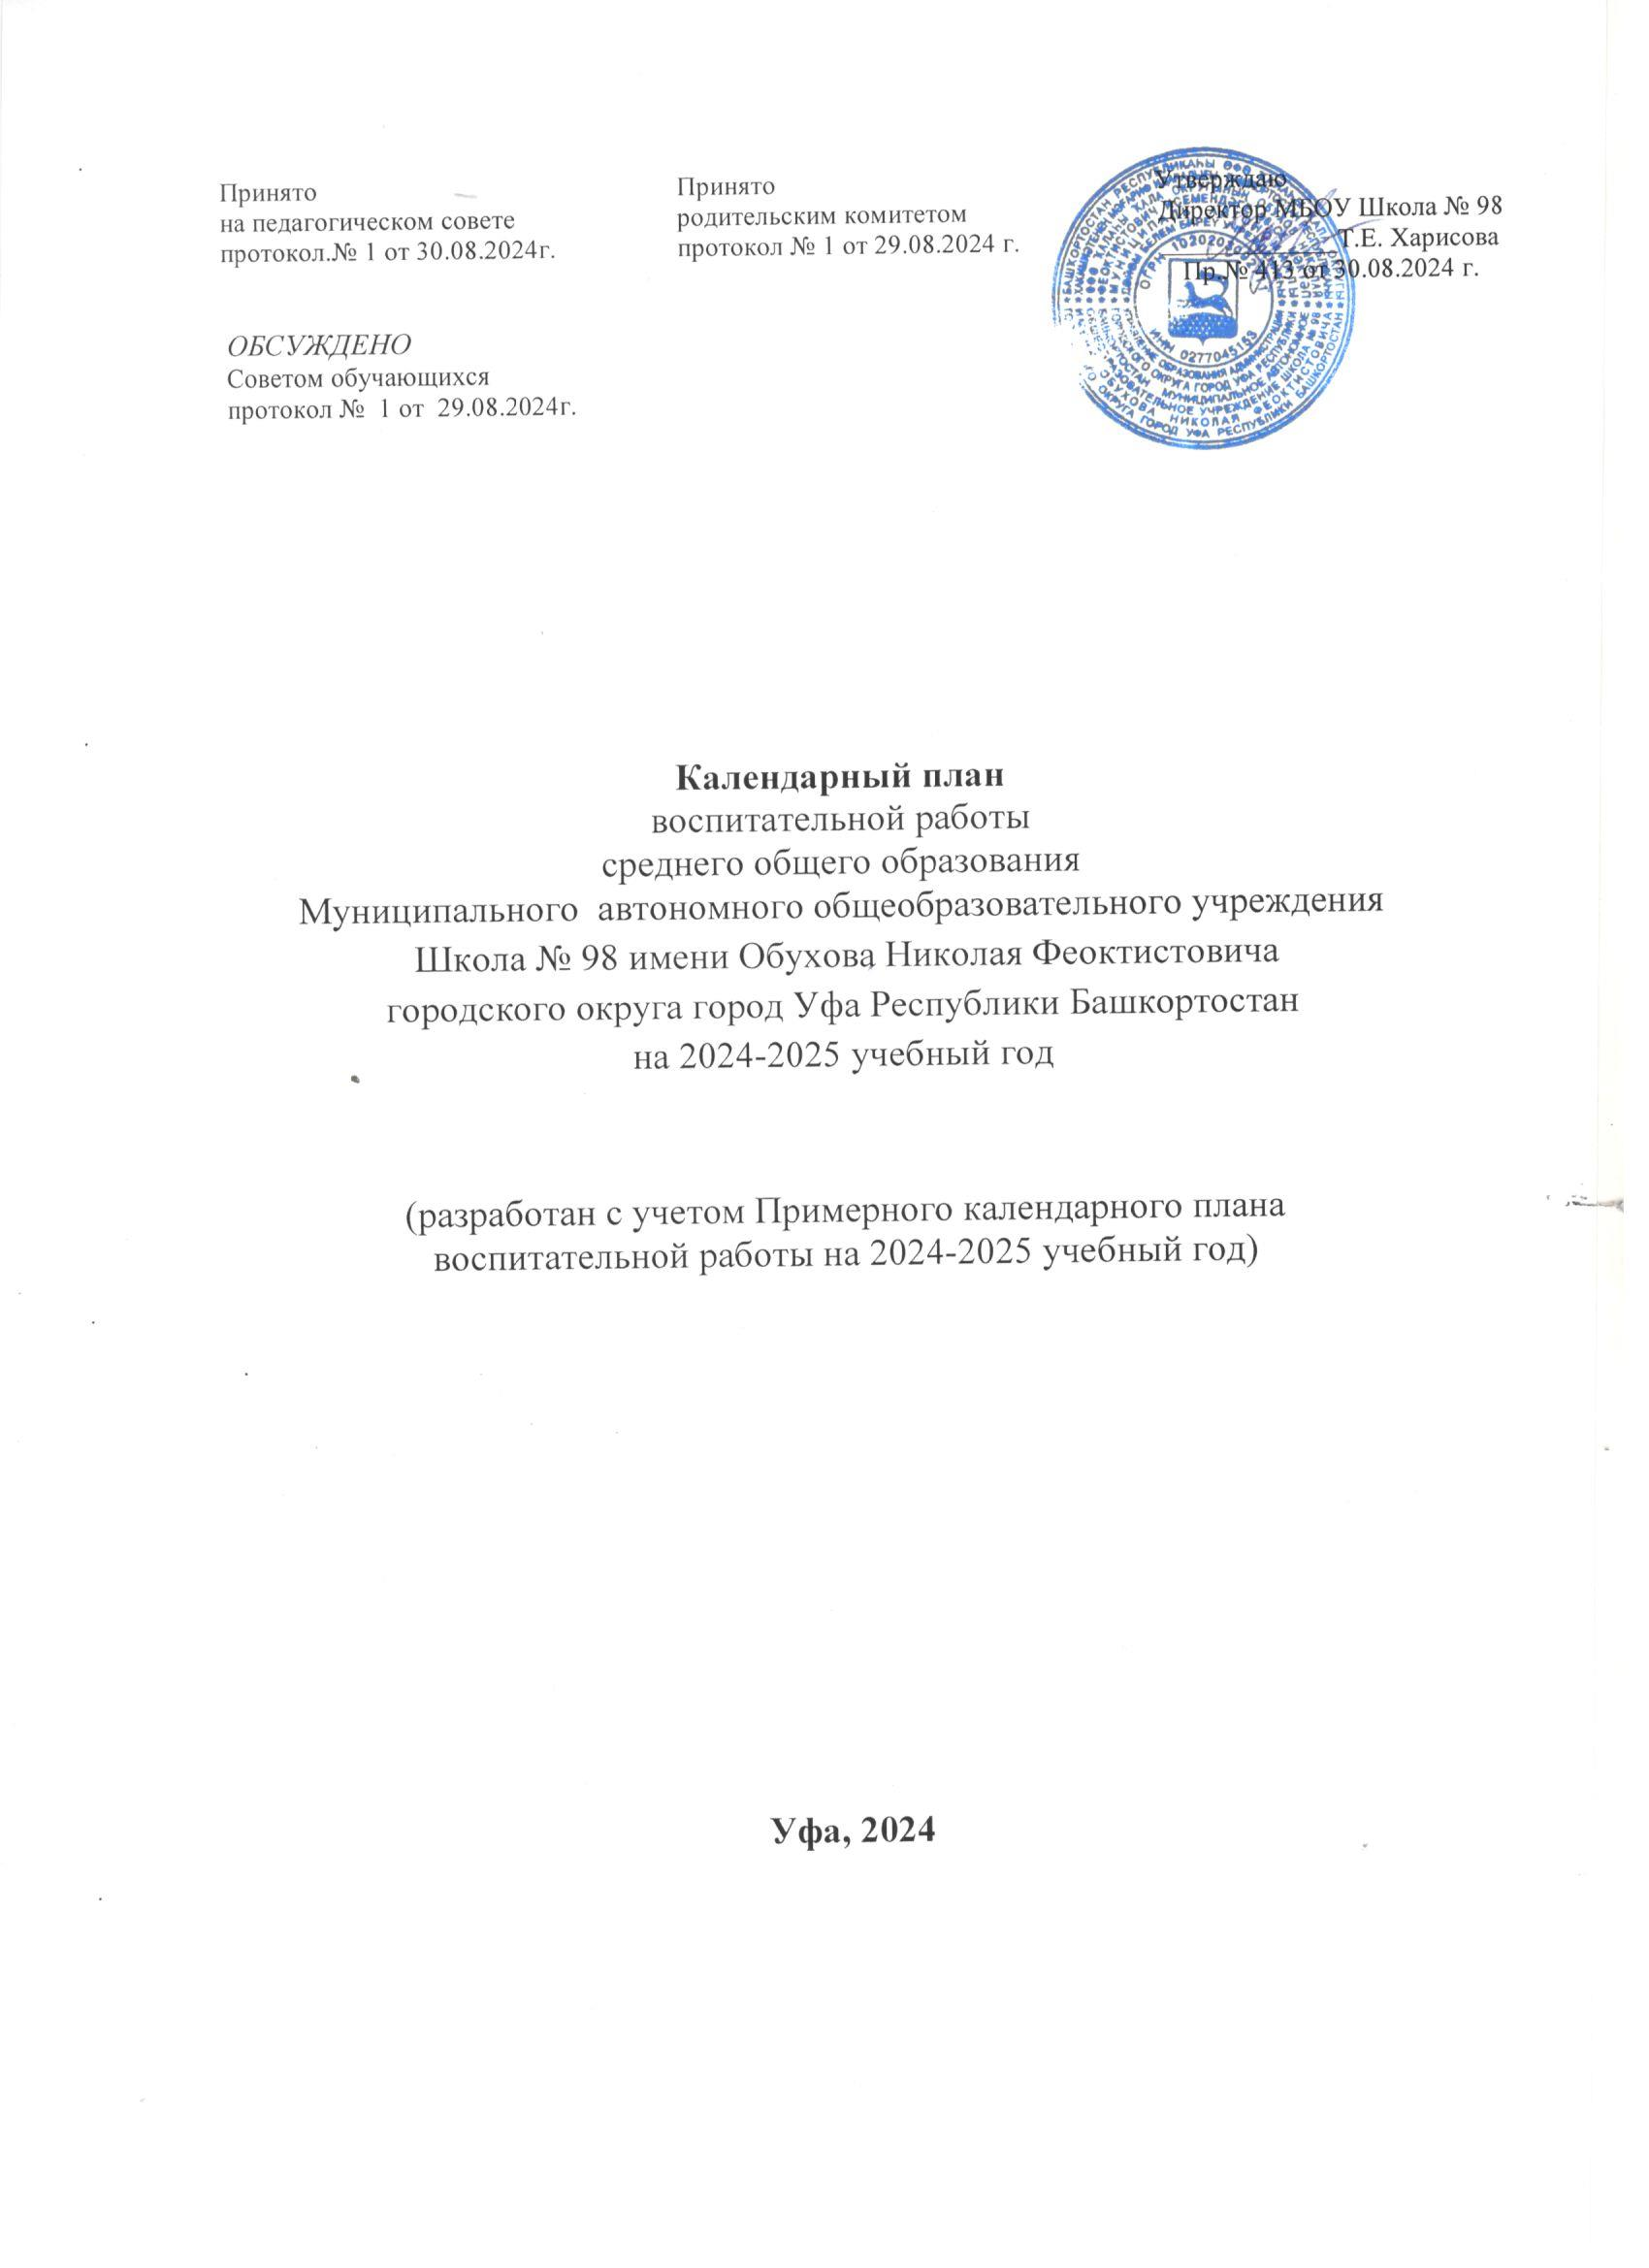 Принято
на педагогическом совете
протокол.№ 1 от 30.08.2024г.
Принято
родительским комитетом
протокол № 1 от 29.08.2024 г.
Утверждаю
Директор МБОУ Школа № 98
Т.Е. Харисова
Пр.№ 413 от 30.08.2024 г.
ИНН 0277045153
ОБСУЖДЕНО
Советом обучающихся
протокол № 1 от 29.08.2024г.
Календарный план
воспитательной работы
среднего общего образования
Муниципального автономного общеобразовательного учреждения
Школа № 98 имени Обухова Николая Феоктистовича
городского округа город Уфа Республики Башкортостан
на 2024-2025 учебный год
(разработан с учетом Примерного календарного плана
воспитательной работы на 2024-2025 учебный год)
Уфа, 2024